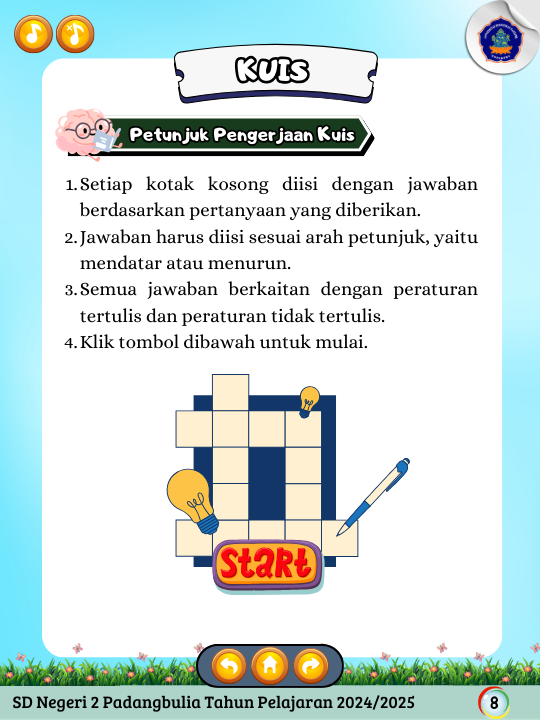 KUIS
Petunjuk Pengerjaan Kuis
1. Setiap kotak kosong diisi dengan jawaban
berdasarkan pertanyaan yang diberikan.
2. Jawaban harus diisi sesuai arah petunjuk, yaitu
mendatar atau menurun.
3. Semua jawaban berkaitan dengan peraturan
tertulis dan peraturan tidak tertulis.
4. Klik tombol dibawah untuk mulai.
START
SD Negeri 2 Padangbulia Tahun Pelajaran 2024/2025
8